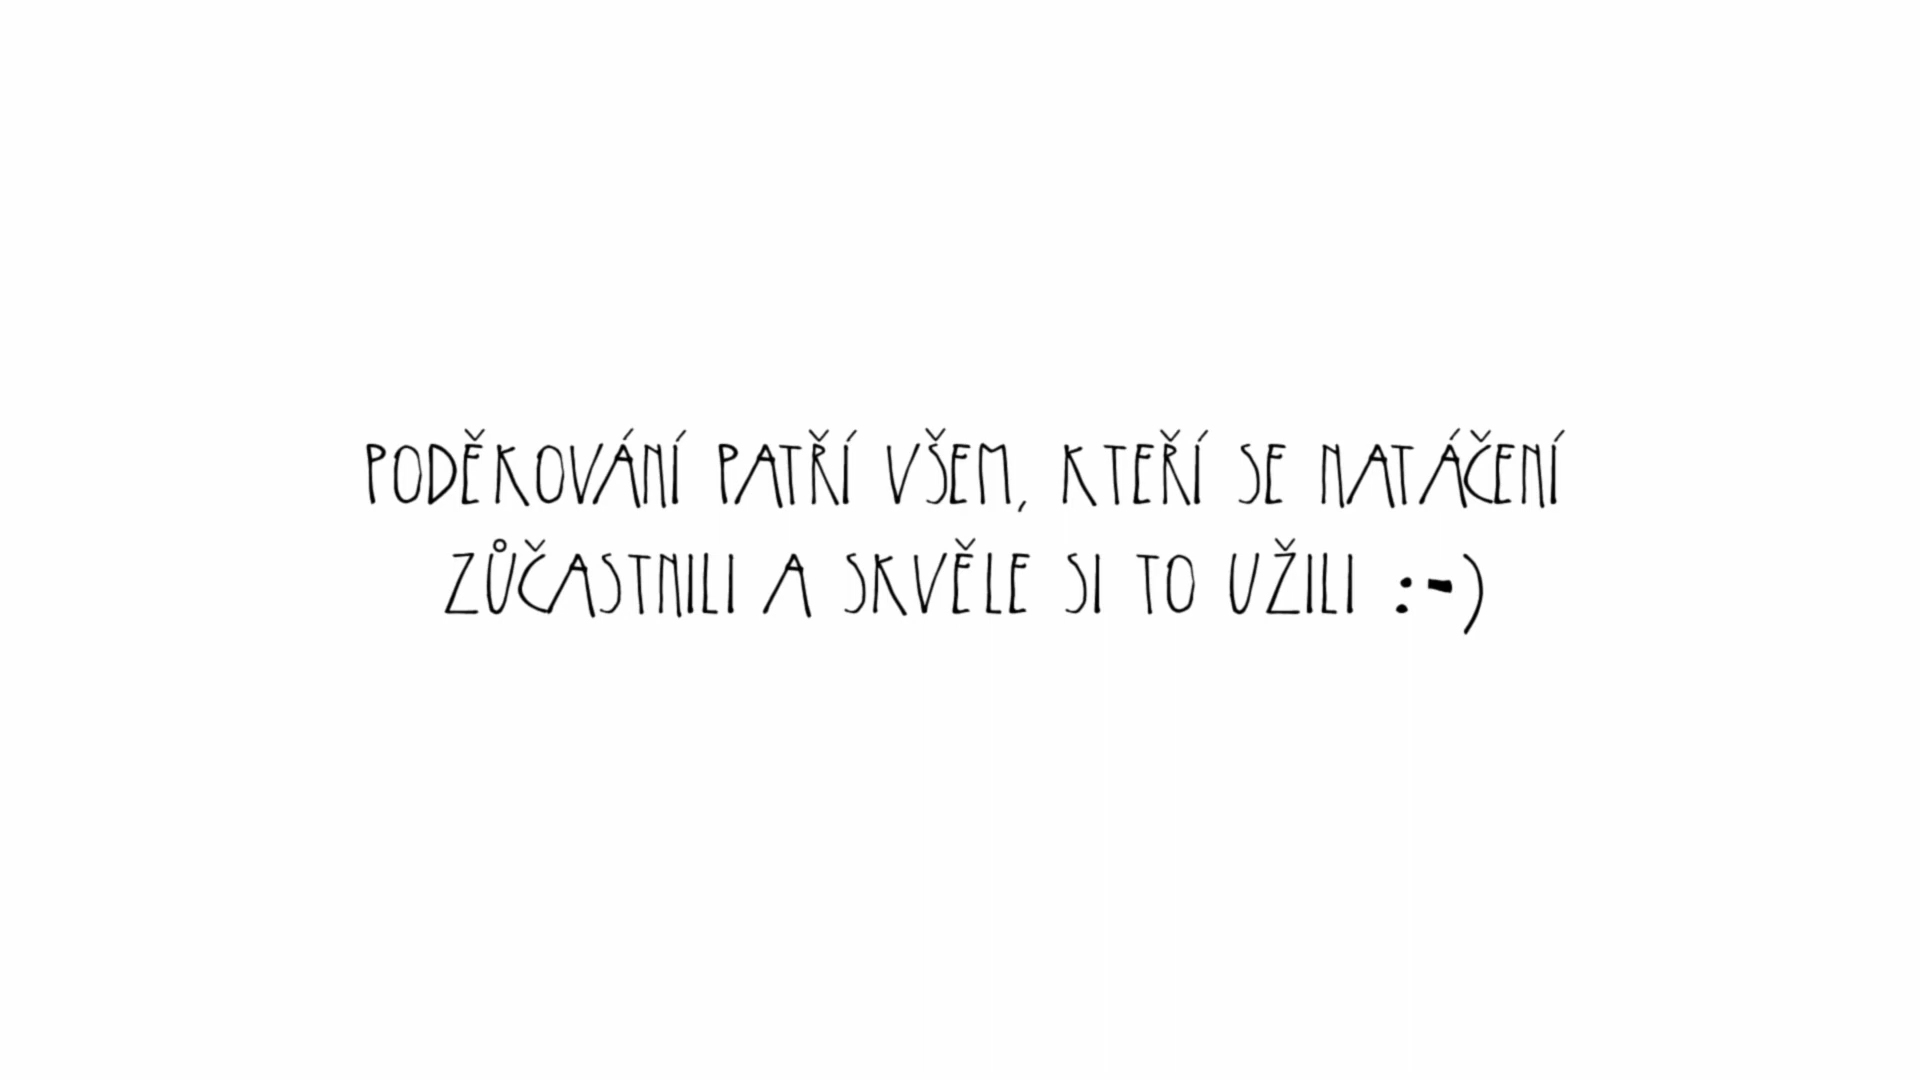 PODĚKOVÁNÍ PATŘÍ VŠEM, KTEŘÍ SE NATÁČENÍ
ZŮČASTNILI A SKVĚLE SI TO UŽILI :-)